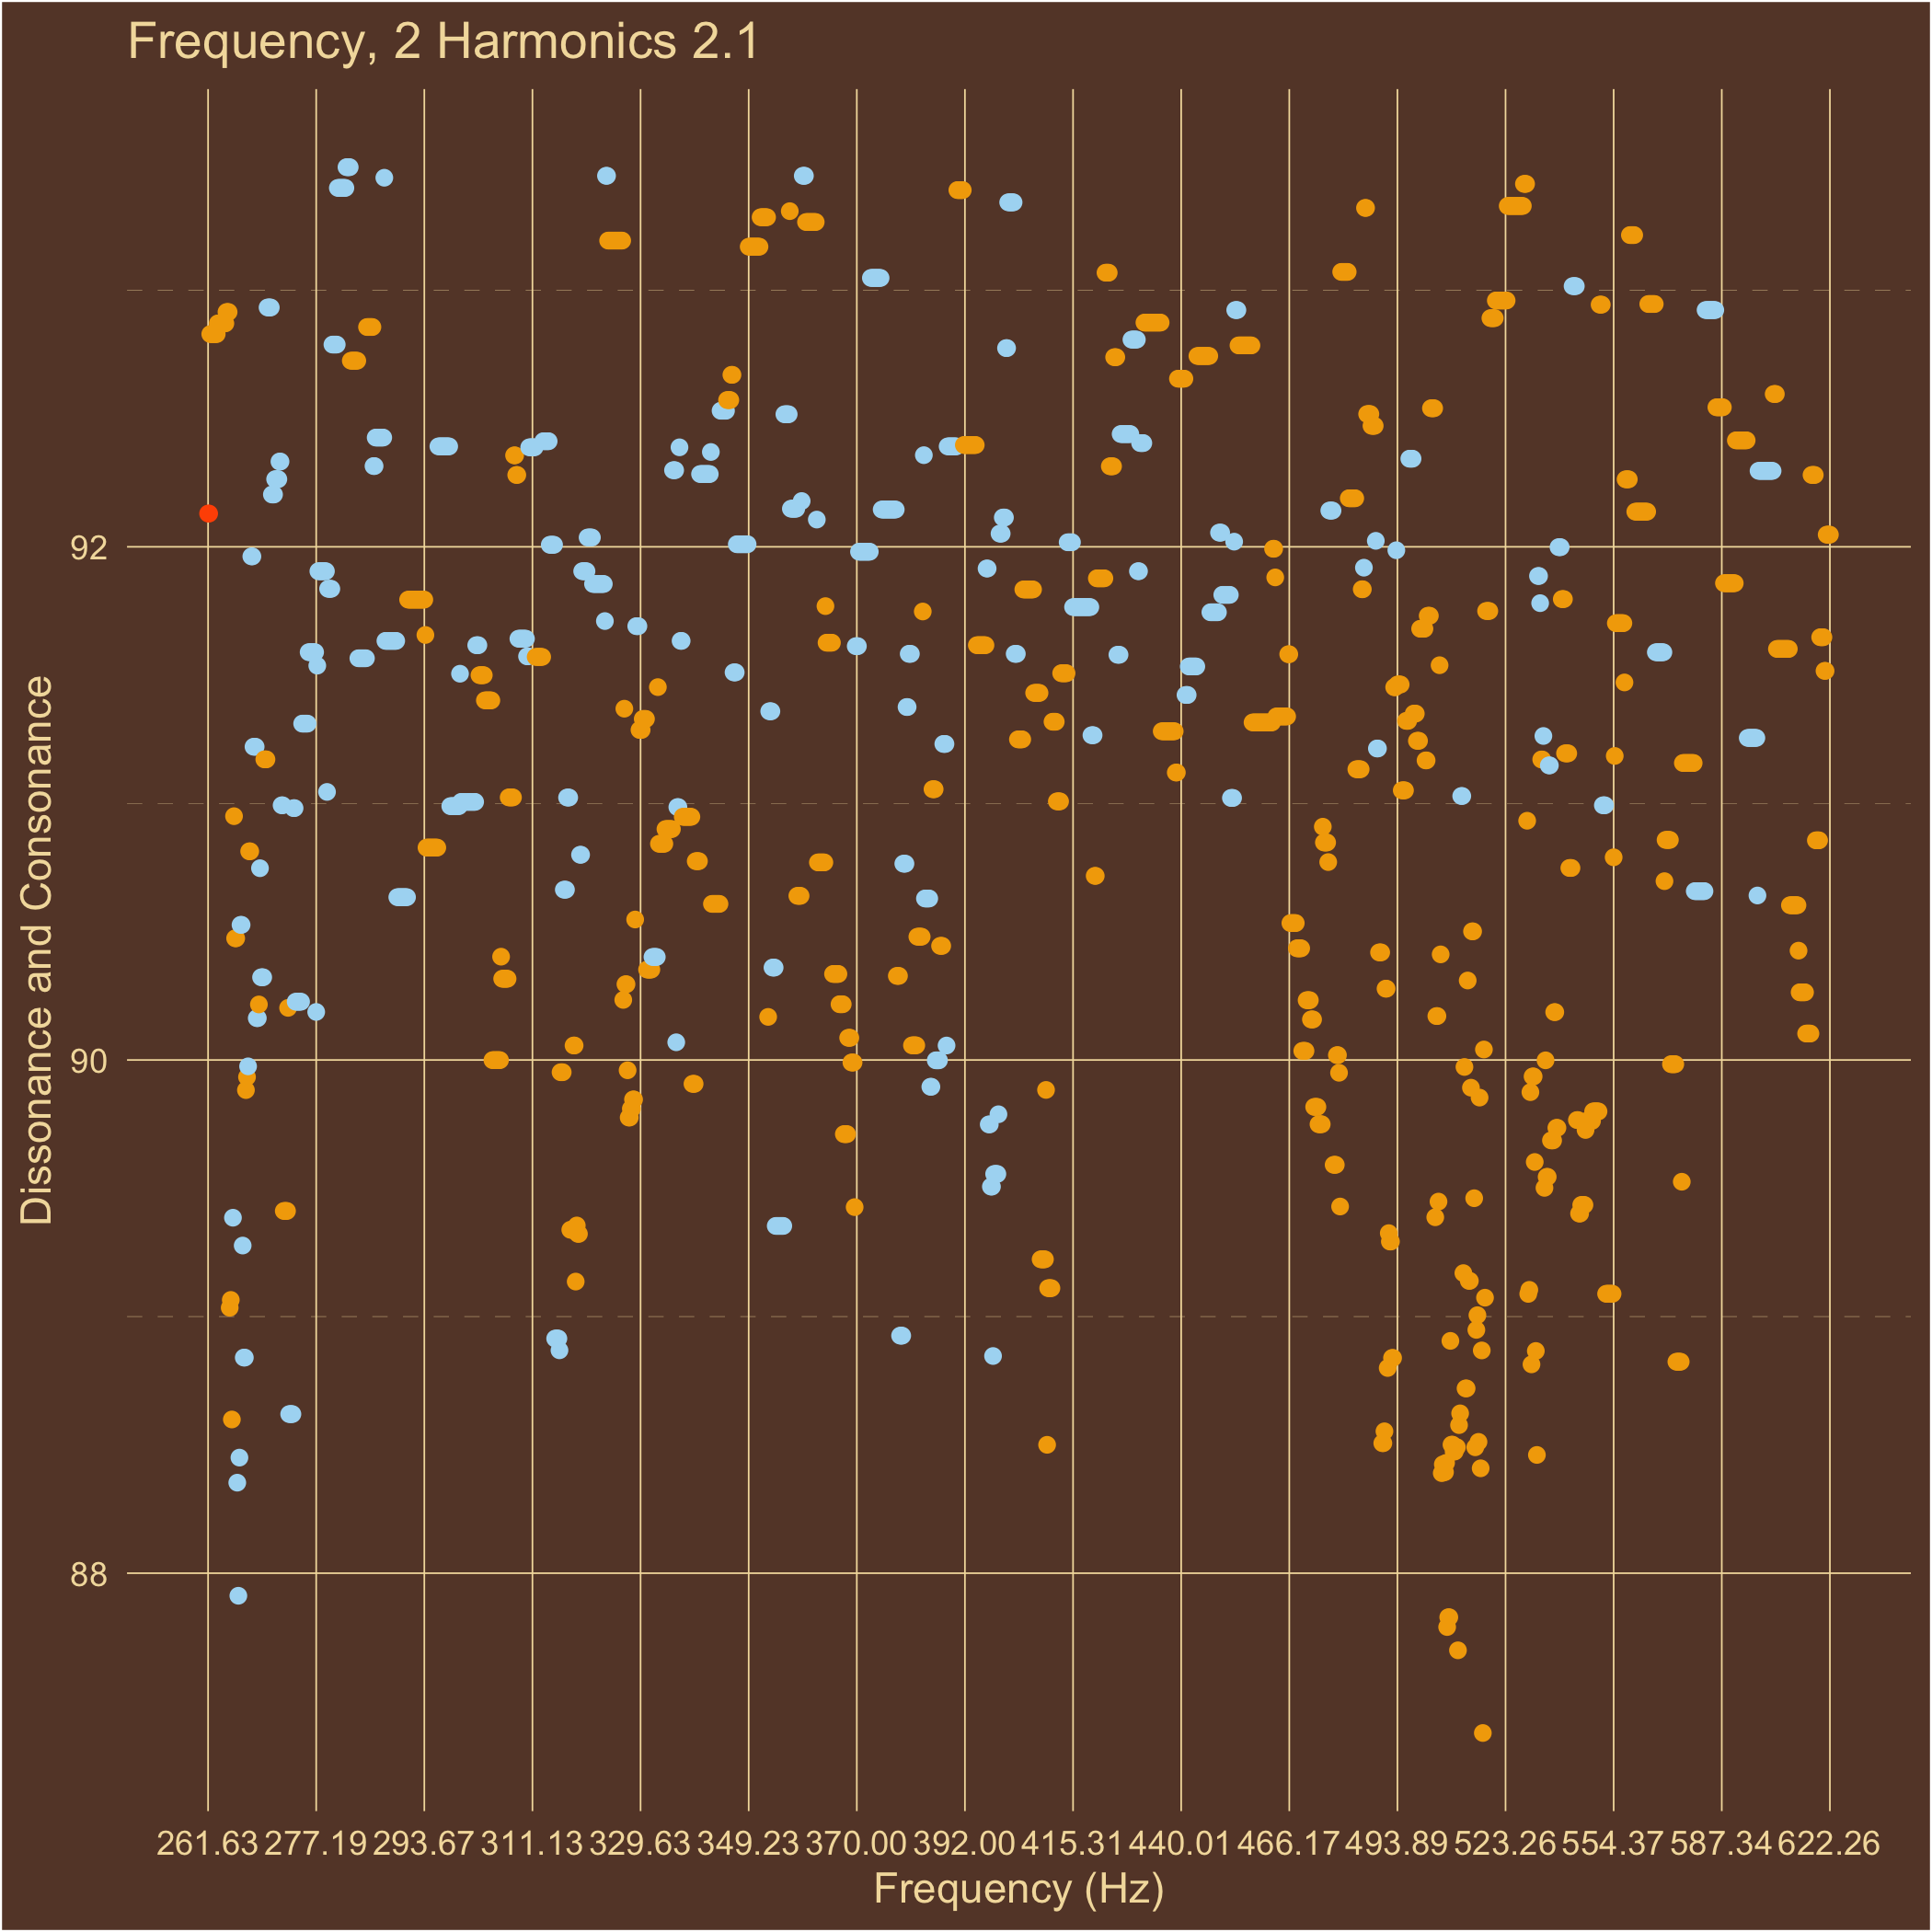 Frequency, 2 Harmonics 2.1
Dissonance and Consonance
92
90
88
261.63 277.19 293.67 311.13 329.63 349.23 370.00 392.00 415.31 440.01 466.17 493.89 523.26 554.37 587.34 622.26
Frequency (Hz)